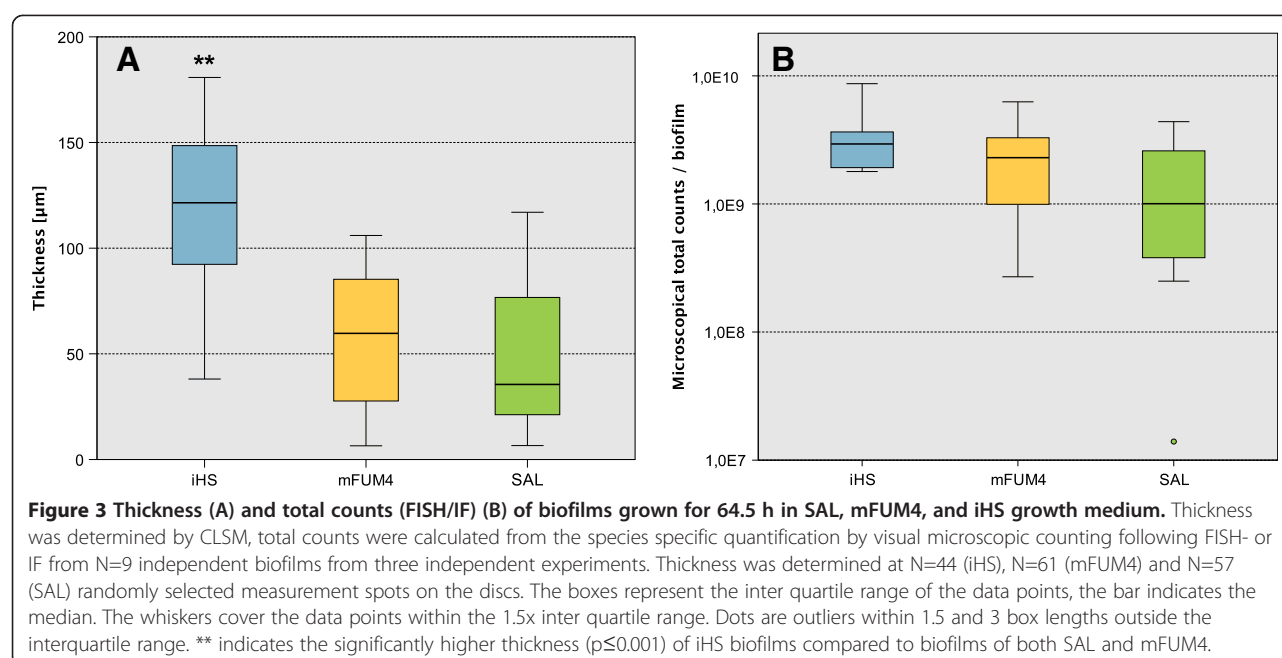 A
**
200
150
100
50
0
Thickness [µm]
iHS mFUM4 SAL
B
1,0E10
1,0E9
1,0E8
1,0E7
Microscopical total counts / biofilm
iHS mFUM4 SAL
Figure 3 Thickness (A) and total counts (FISH/IF) (B) of biofilms grown for 64.5 h in SAL, mFUM4, and iHS growth medium. Thickness
was determined by CLSM, total counts were calculated from the species specific quantification by visual microscopic counting following FISH- or
IF from N=9 independent biofilms from three independent experiments. Thickness was determined at N=44 (iHS), N=61 (mFUM4) and N=57
(SAL) randomly selected measurement spots on the discs. The boxes represent the inter quartile range of the data points, the bar indicates the
median. The whiskers cover the data points within the 1.5x inter quartile range. Dots are outliers within 1.5 and 3 box lengths outside the
interquartile range. ** indicates the significantly higher thickness (p≤0.001) of iHS biofilms compared to biofilms of both SAL and mFUM4.